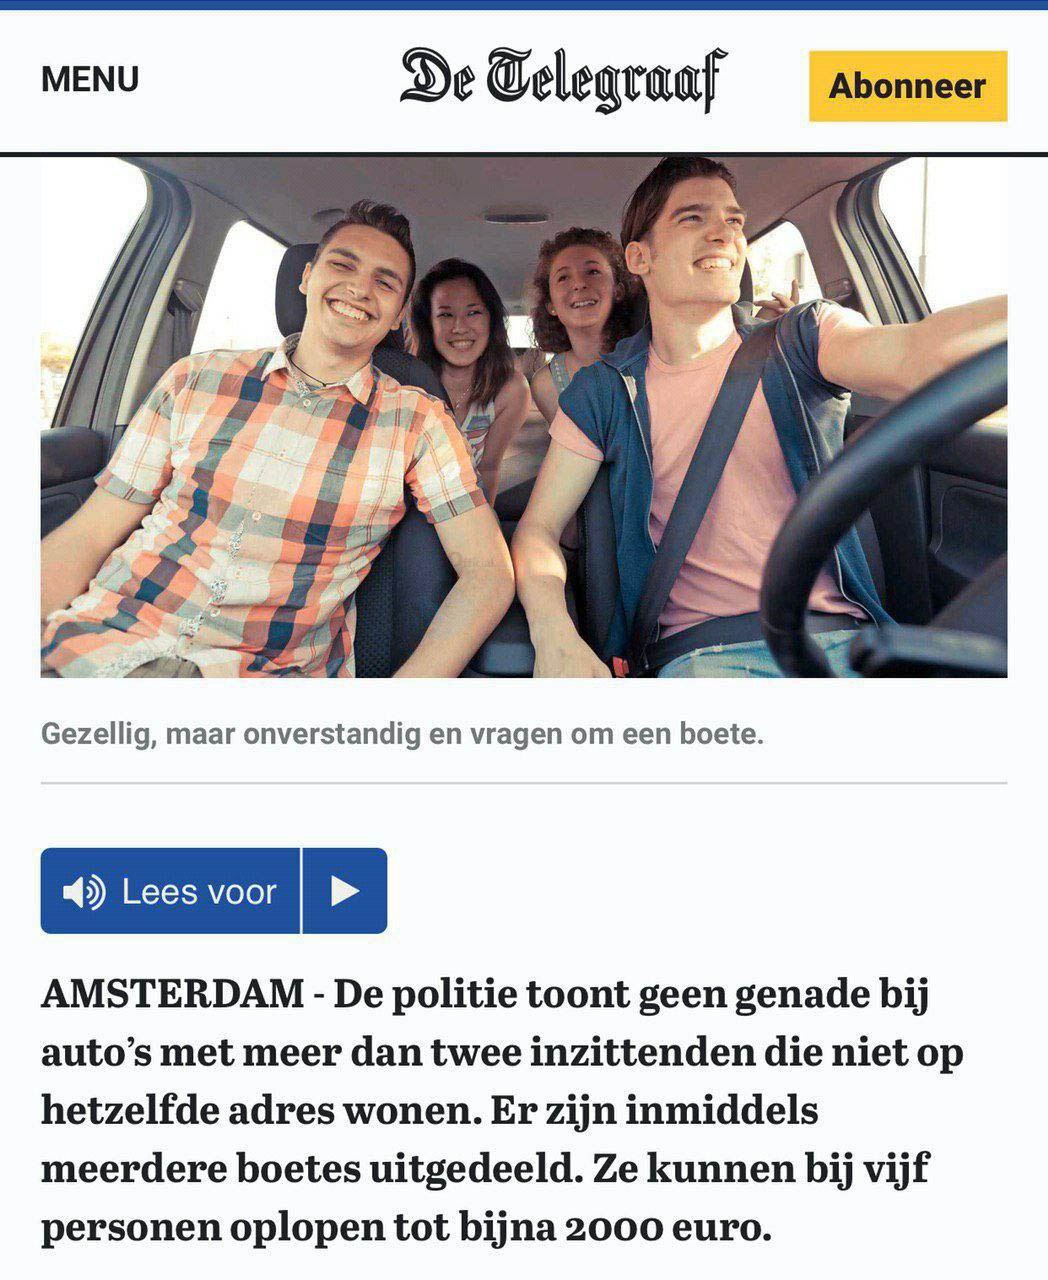 MENU
De Telegraaf
Abonneer
Gezellig, maar onverstandig en vragen om een boete.
Lees voor
AMSTERDAM - De politie toont geen genade bij
auto's met meer dan twee inzittenden die niet op
hetzelfde adres wonen. Er zijn inmiddels
meerdere boetes uitgedeeld. Ze kunnen bij vijf
personen oplopen tot bijna 2000 euro.